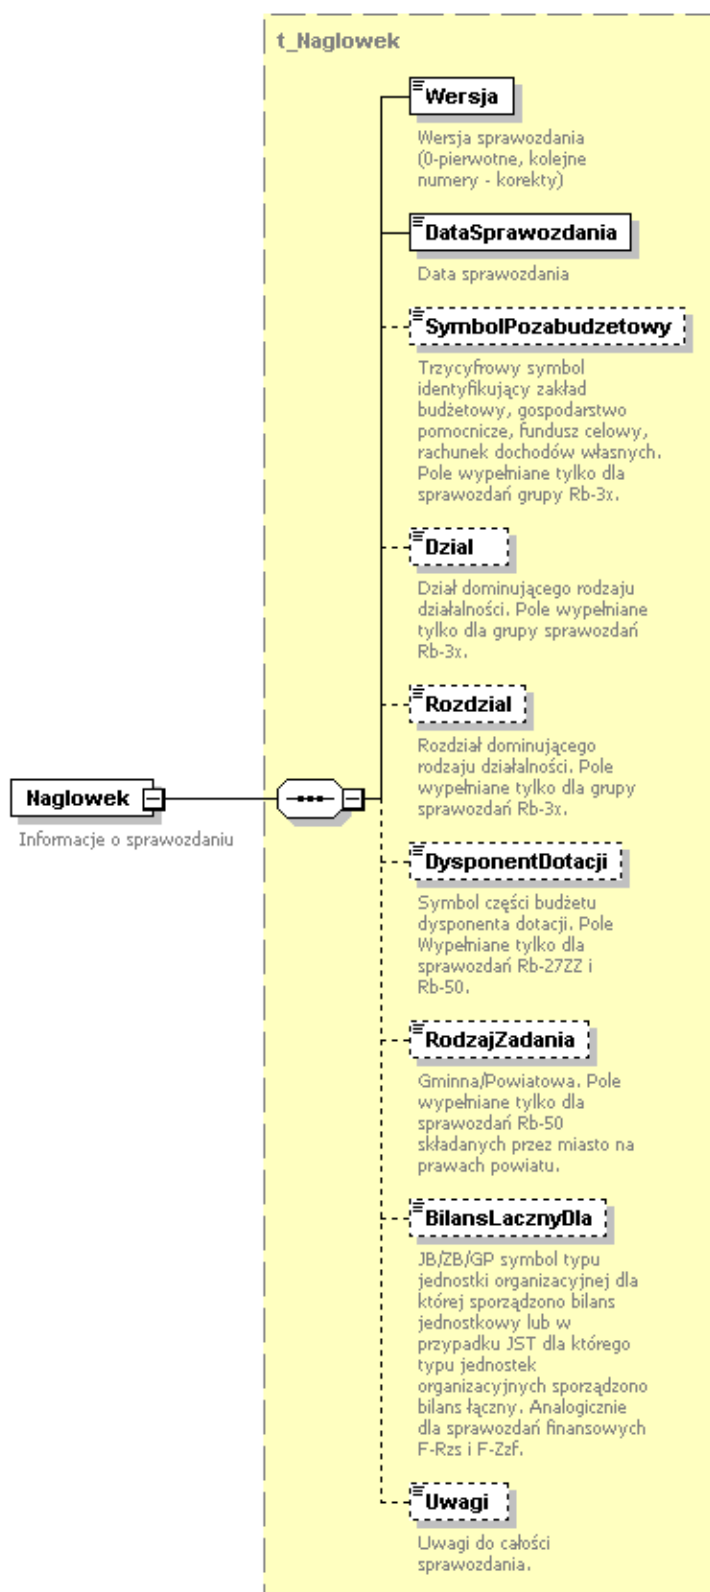 t_Naglowek
Wersja
Wersja sprawozdania
(0-pierwotne, kolejne
numery - korekty)
DataSprawozdania
Data sprawozdania
SymbolPozabudzetowy
Trzycyfrowy symbol
identyfikujący zakład
budżetowy, gospodarstwo
pomocnicze, fundusz celowy,
rachunek dochodów własnych.
Pole wypełniane tylko dla
sprawozdań grupy Rb-3x.
Dzial
Dział dominującego rodzaju
działalności. Pole wypełniane
tylko dla grupy sprawozdań
Rb-3x.
Rozdzial
Rozdział dominującego
rodzaju działalności. Pole
wypełniane tylko dla grupy
sprawozdań Rb-3x.
Naglowek
Informacje o sprawozdaniu
DysponentDotacji
Symbol części budżetu
dysponenta dotacji. Pole
Wypełniane tylko dla
sprawozdań Rb-27ZZ i
Rb-50.
RodzajZadania
Gminna/Powiatowa. Pole
wypełniane tylko dla
sprawozdań Rb-50
składanych przez miasto na
prawach powiatu.
BilansLacznyDla
JB/ZB/GP symbol typu
jednostki organizacyjnej dla
której sporządzono bilans
jednostkowy lub w
przypadku JST dla którego
typu jednostek
organizacyjnych sporządzono
bilans łączny. Analogicznie
dla sprawozdań finansowych
F-Rzs i F-Zzf.
Uwagi
Uwagi do całości
sprawozdania.